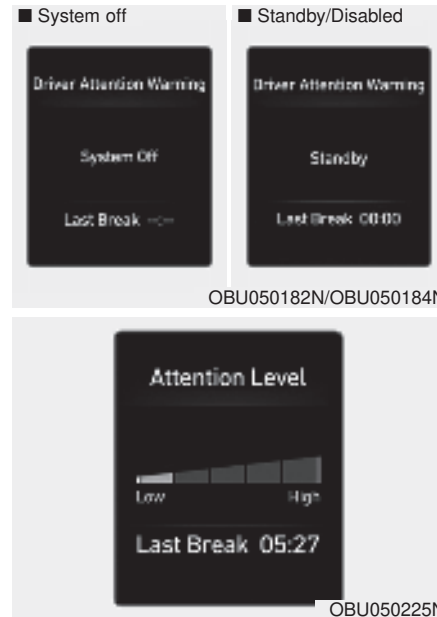 ■ System off
■ Standby/Disabled
Driver Attention Warning
System Off
Last Break --:--
Driver Attention Warning
Standby
Last Break 00:00
OBU050182N/OBU050184N
Attention Level
Low High
Last Break 05:27
OBU050225N